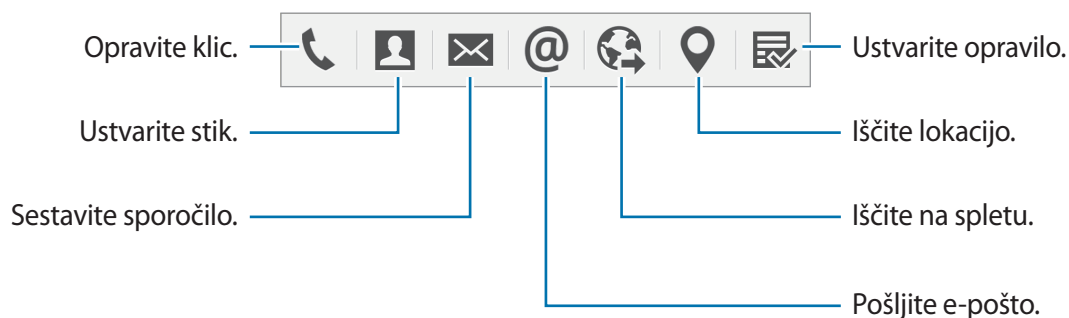 Opravite klic.
Ustvarite opravilo.
Ustvarite stik.
Iščite lokacijo.
Sestavite sporočilo.
Iščite na spletu.
Pošljite e-pošto.